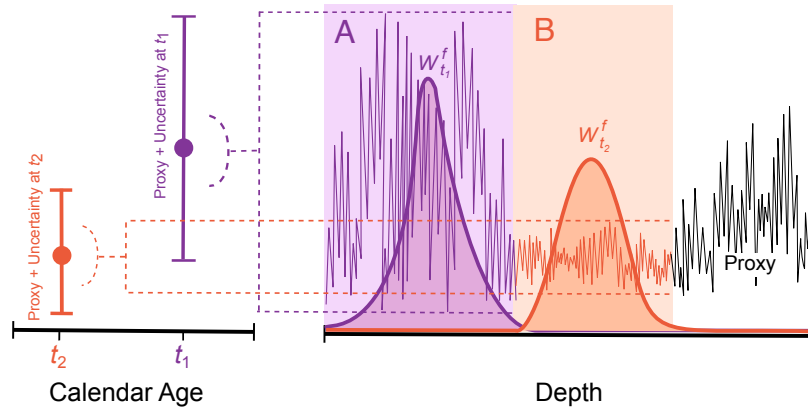 Proxy + Uncertainty at t₂
Proxy + Uncertainty at t₁
A
B
W^f_{t₁}
W^f_{t₂}
Proxy
t₂
t₁
Calendar Age
Depth